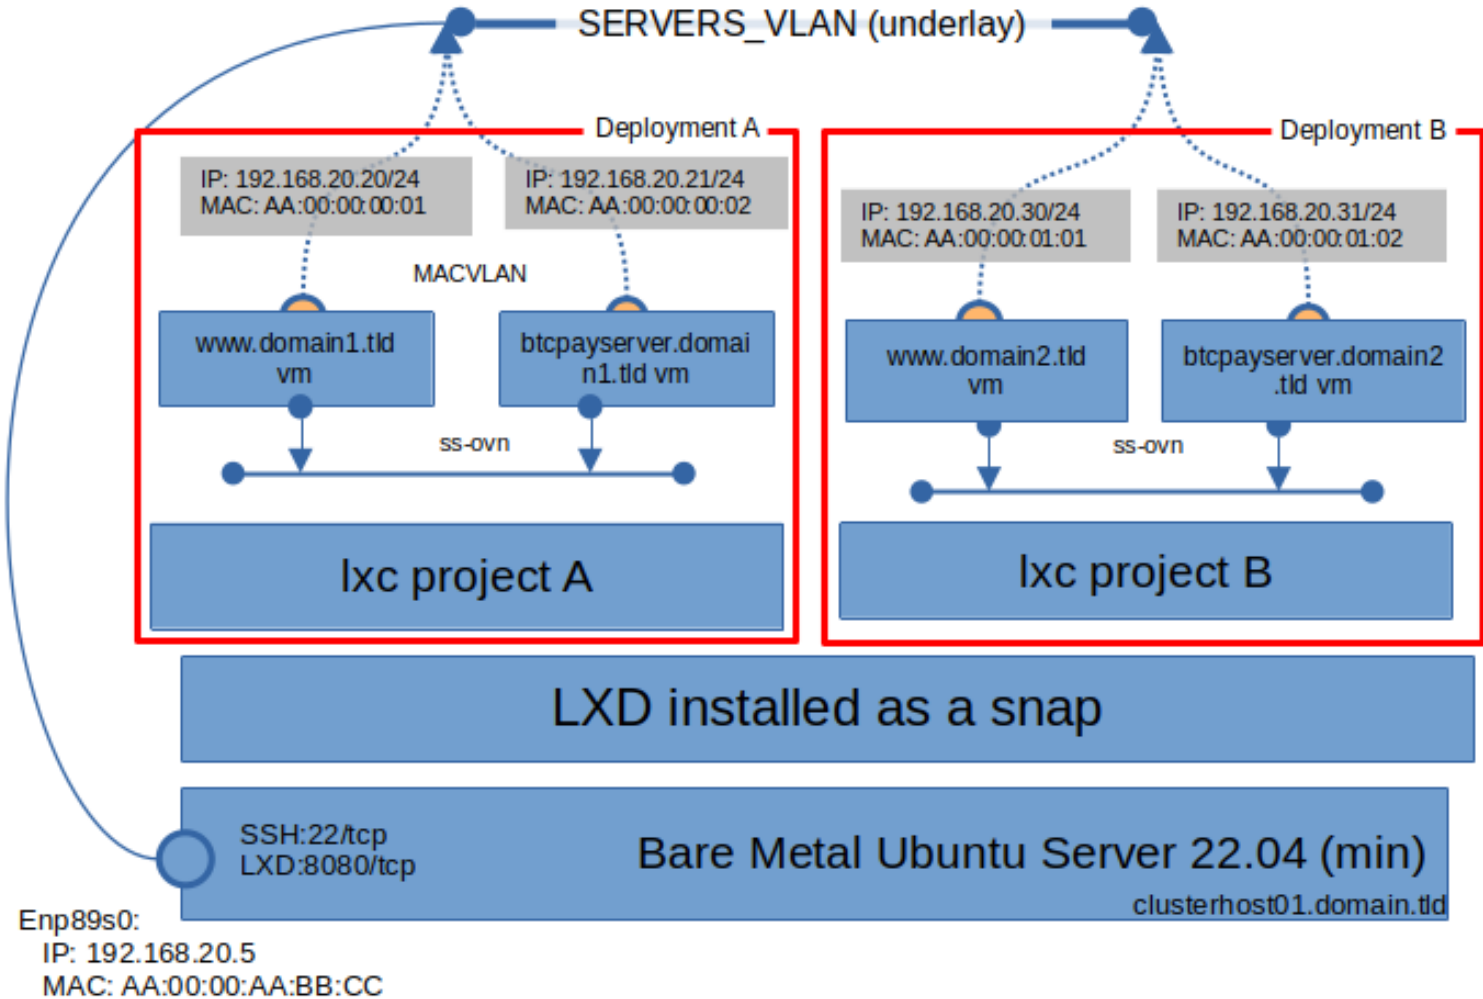 SERVERS_VLAN (underlay)
Deployment A
IP: 192.168.20.20/24
MAC: AA:00:00:00:01
IP: 192.168.20.21/24
MAC: AA:00:00:00:02
MACVLAN
www.domain1.tld
vm
btcpayserver.domai
n1.tld vm
ss-ovn
lxc project A
Deployment B
IP: 192.168.20.30/24
MAC: AA:00:00:01:01
IP: 192.168.20.31/24
MAC: AA:00:00:01:02
www.domain2.tld
vm
btcpayserver.domain2
.tld vm
ss-ovn
lxc project B
LXD installed as a snap
SSH:22/tcp
LXD:8080/tcp
Bare Metal Ubuntu Server 22.04 (min)
clusterhost01.domain.tld
Enp89s0:
IP: 192.168.20.5
MAC: AA:00:00:AA:BB:CC